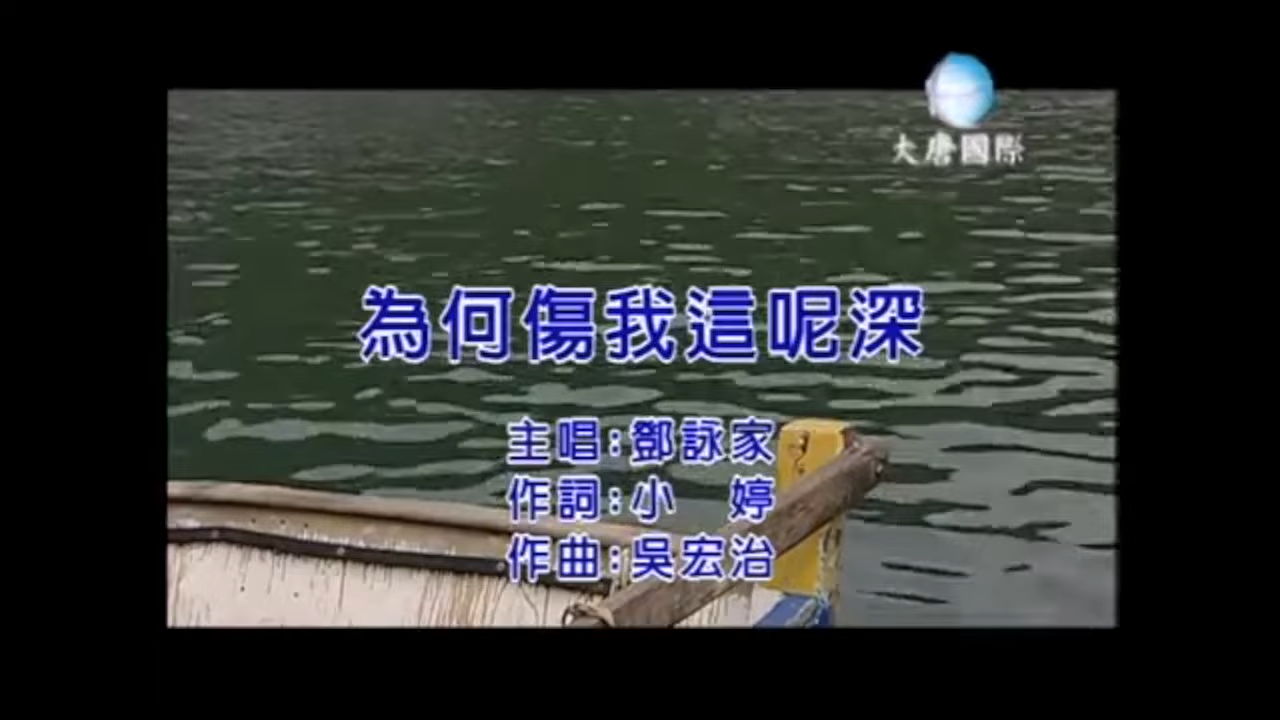 大唐國際
為何傷我這呢深
主唱:鄧詠家
作詞:小　婷
作曲:吳宏治